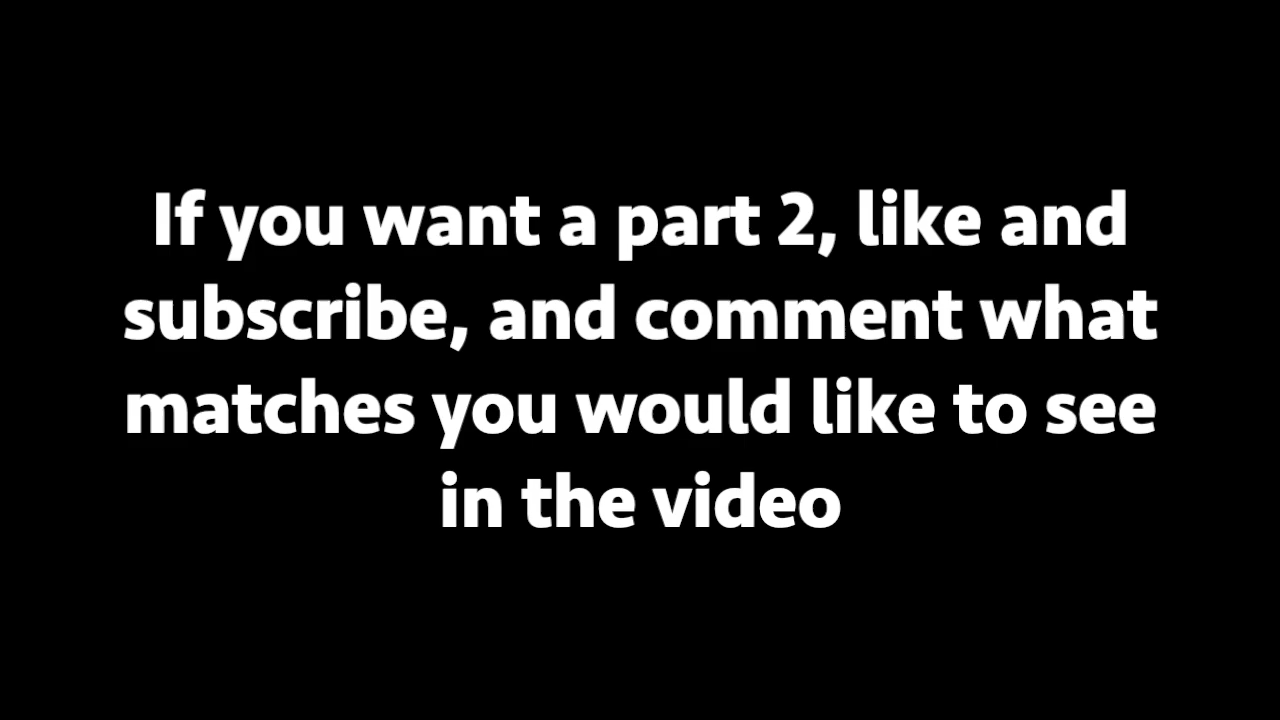 If you want a part 2, like and
subscribe, and comment what
matches you would like to see
in the video